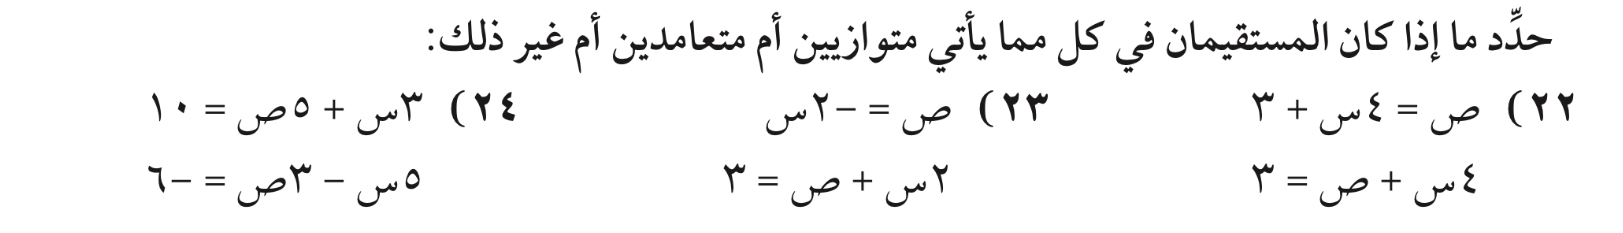 حدِّد ما إذا كان المستقيمان في كل مما يأتي متوازيين أم متعامدين أم غير ذلك:
٢٢) ص = ٤س + ٣ ٢٣) ص = −٢س ٢٤) ٣س + ٥ص = ١٠
٤س + ص = ٣ ٢س + ص = ٣ ٥س − ٣ص = −٦